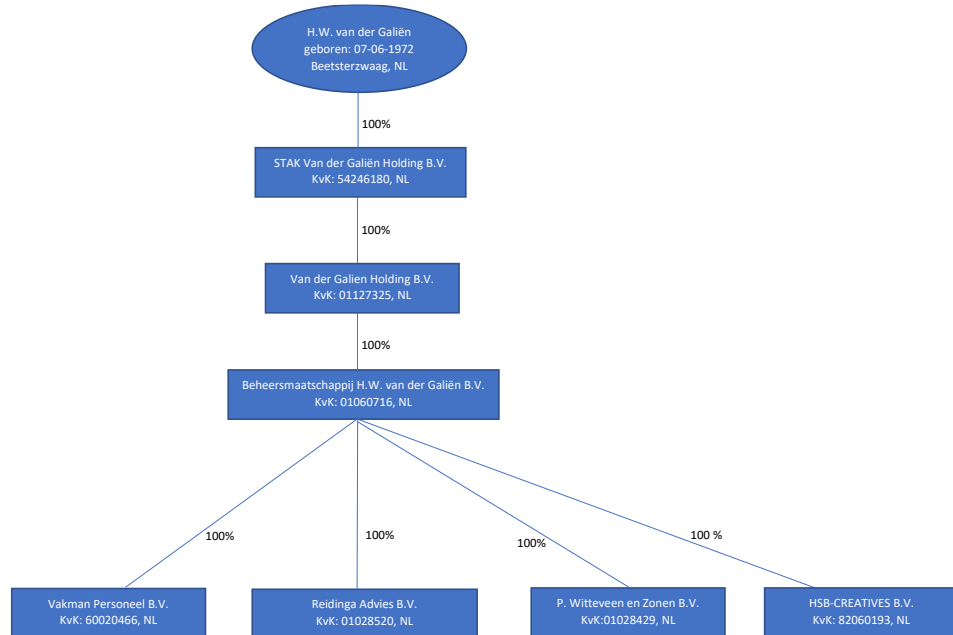 H.W. van der Galiën
geboren: 07-06-1972
Beetsterzwaag, NL
100%
STAK Van der Galiën Holding B.V.
KvK: 54246180, NL
100%
Van der Galien Holding B.V.
KvK: 01127325, NL
100%
Beheersmaatschappij H.W. van der Galiën B.V.
KvK: 01060716, NL
100%
100%
100%
100 %
Vakman Personeel B.V.
KvK: 60020466, NL
Reidinga Advies B.V.
KvK: 01028520, NL
P. Witteveen en Zonen B.V.
KvK:01028429, NL
HSB-CREATIVES B.V.
KvK: 82060193, NL